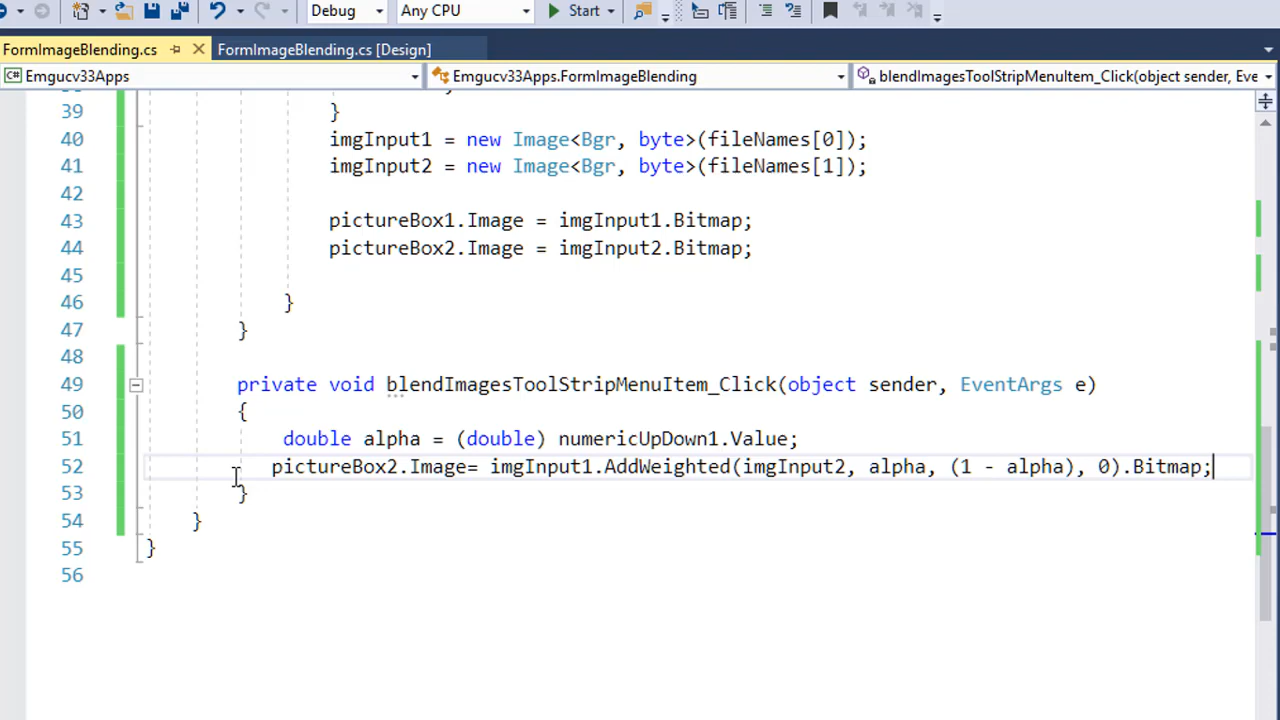 Debug Any CPU Start
FormImageBlending.cs FormImageBlending.cs [Design]
Emgucv33Apps Emgucv33Apps.FormImageBlending blendImagesToolStripMenuItem_Click(object sender, Eve
39 }
40 imgInput1 = new Image<Bgr, byte>(fileNames[0]);
41 imgInput2 = new Image<Bgr, byte>(fileNames[1]);
42
43 pictureBox1.Image = imgInput1.Bitmap;
44 pictureBox2.Image = imgInput2.Bitmap;
45
46 }
47 }
48
49 private void blendImagesToolStripMenuItem_Click(object sender, EventArgs e)
50 {
51 double alpha = (double) numericUpDown1.Value;
52 pictureBox2.Image= imgInput1.AddWeighted(imgInput2, alpha, (1 - alpha), 0).Bitmap;
53 }
54 }
55 }
56